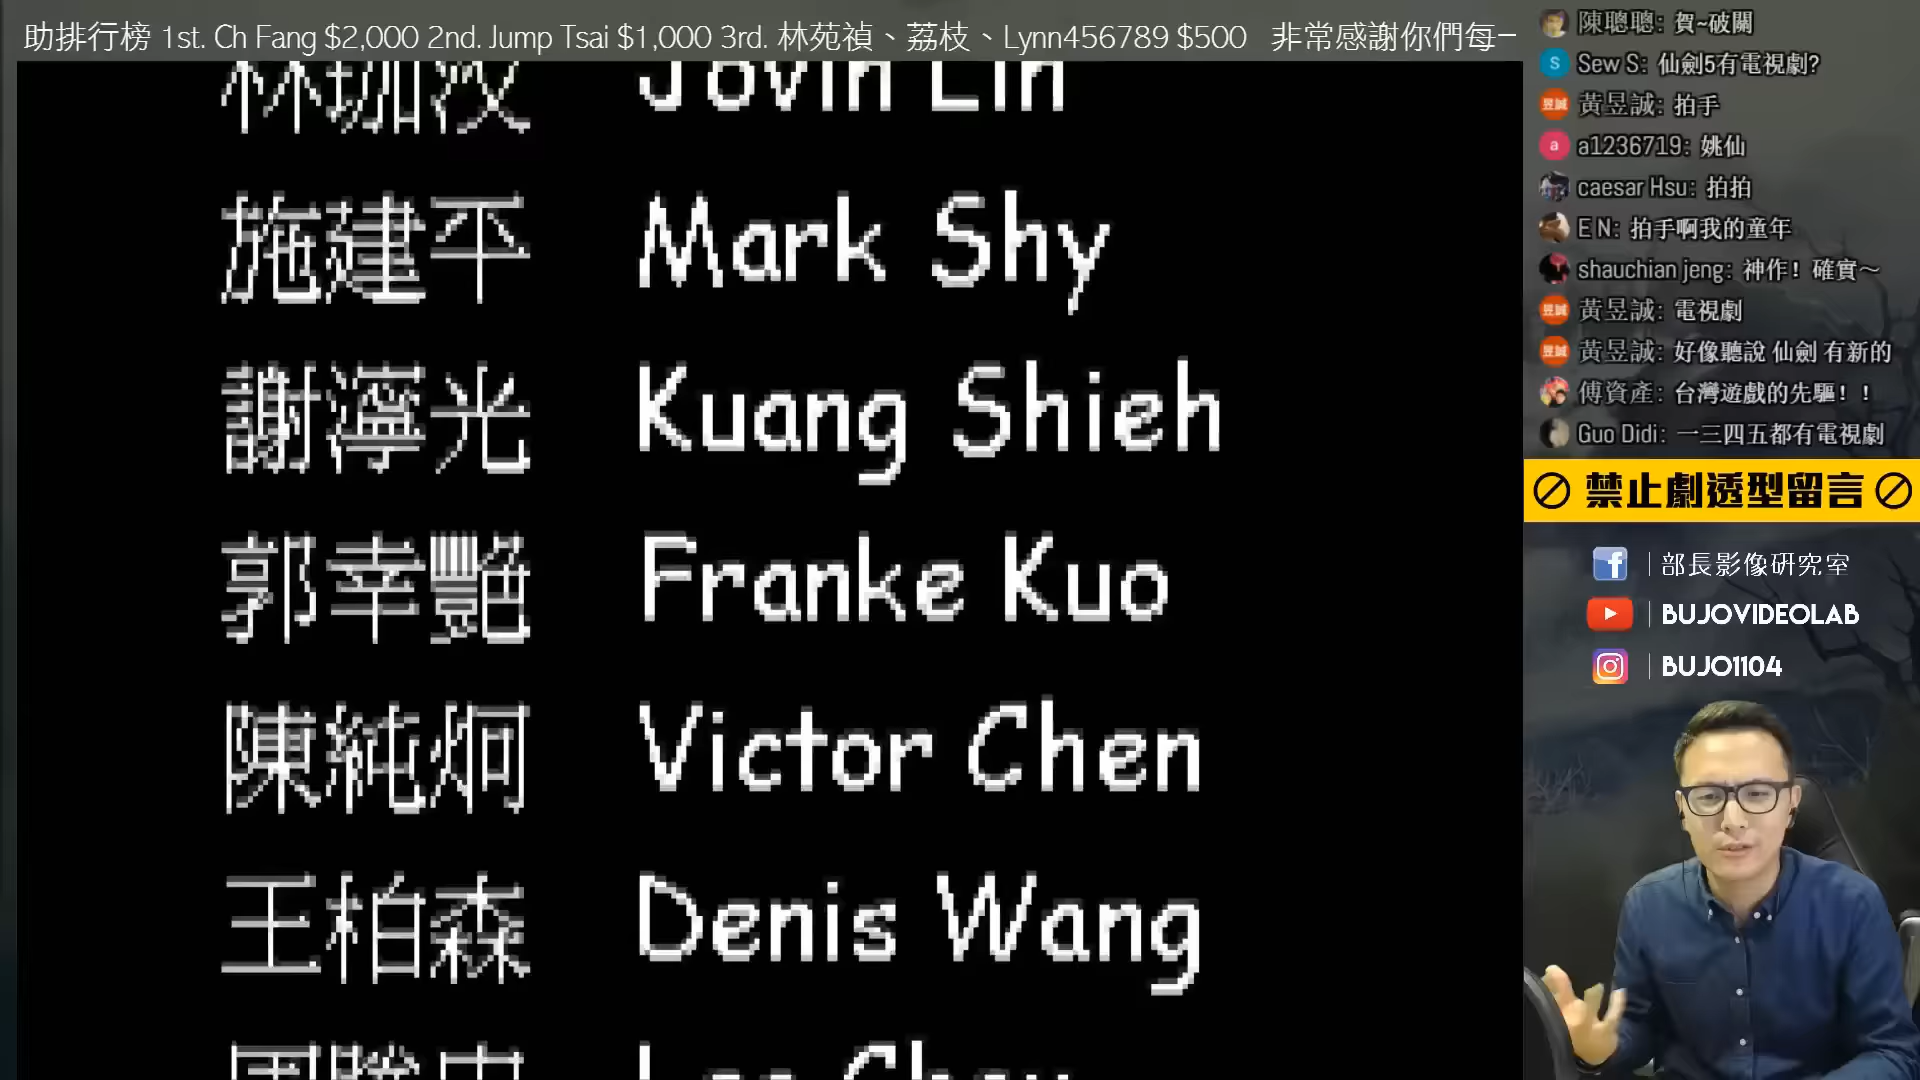 助排行榜 1st. Ch Fang $2,000 2nd. Jump Tsai $1,000 3rd. 林苑禎、荔枝、Lynn456789 $500 非常感謝你們每一
Jovin Lin
施建平 Mark Shy
謝濘光 Kuang Shieh
郭幸艷 Franke Kuo
陳純炯 Victor Chen
王柏森 Denis Wang
陳聰聰: 賀~破關
Sew S: 仙劍5有電視劇?
黃昱誠: 拍手
a1236719: 姚仙
caesar Hsu: 拍拍
E N: 拍手啊我的童年
shauchian jeng: 神作!確實~
黃昱誠: 電視劇
黃昱誠: 好像聽說 仙劍 有新的
傅資產: 台灣遊戲的先驅!!
Guo Didi: 一三四五都有電視劇
禁止劇透型留言
部長影像研究室
BUJOVIDEOLAB
BUJO1104